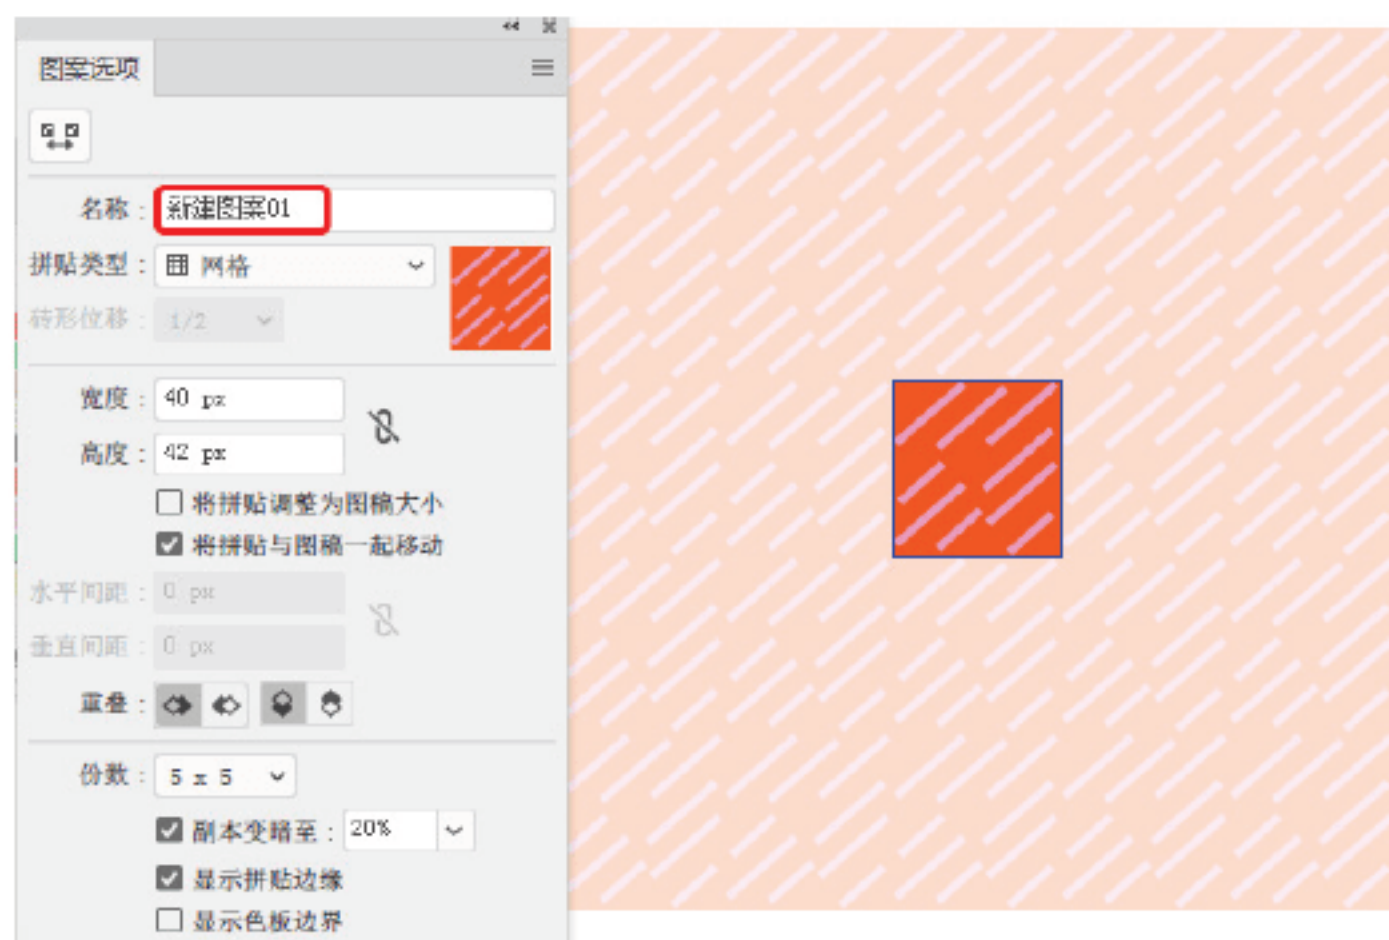 图案选项
名称： 新建图案01
拼贴类型： 网格
砖形位移： 1/2
宽度： 40 px
高度： 42 px
将拼贴调整为图稿大小
将拼贴与图稿一起移动
水平间距： 0 px
垂直间距： 0 px
重叠：
份数： 5 x 5
副本变暗至： 20%
显示拼贴边缘
显示色板边界